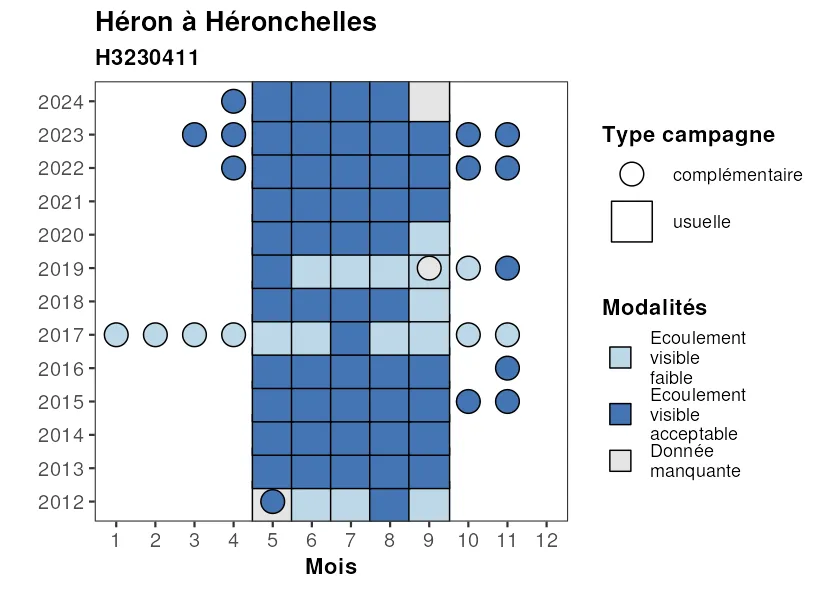 Héron à Héronchelles
H3230411
2024
2023
2022
2021
2020
2019
2018
2017
2016
2015
2014
2013
2012
1 2 3 4 5 6 7 8 9 10 11 12
Mois
Type campagne
complémentaire
usuelle
Modalités
Ecoulement
visible
faible
Ecoulement
visible
acceptable
Donnée
manquante